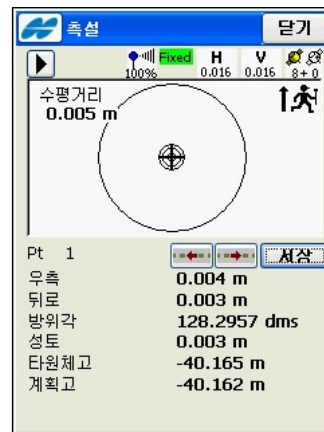 측설 닫기
Fixed H V
100% 0.016 0.016 8+0
수평거리
0.005 m
Pt 1 저장
우측 0.004 m
뒤로 0.003 m
방위각 128.2957 dms
성토 0.003 m
타원체고 -40.165 m
계획고 -40.162 m